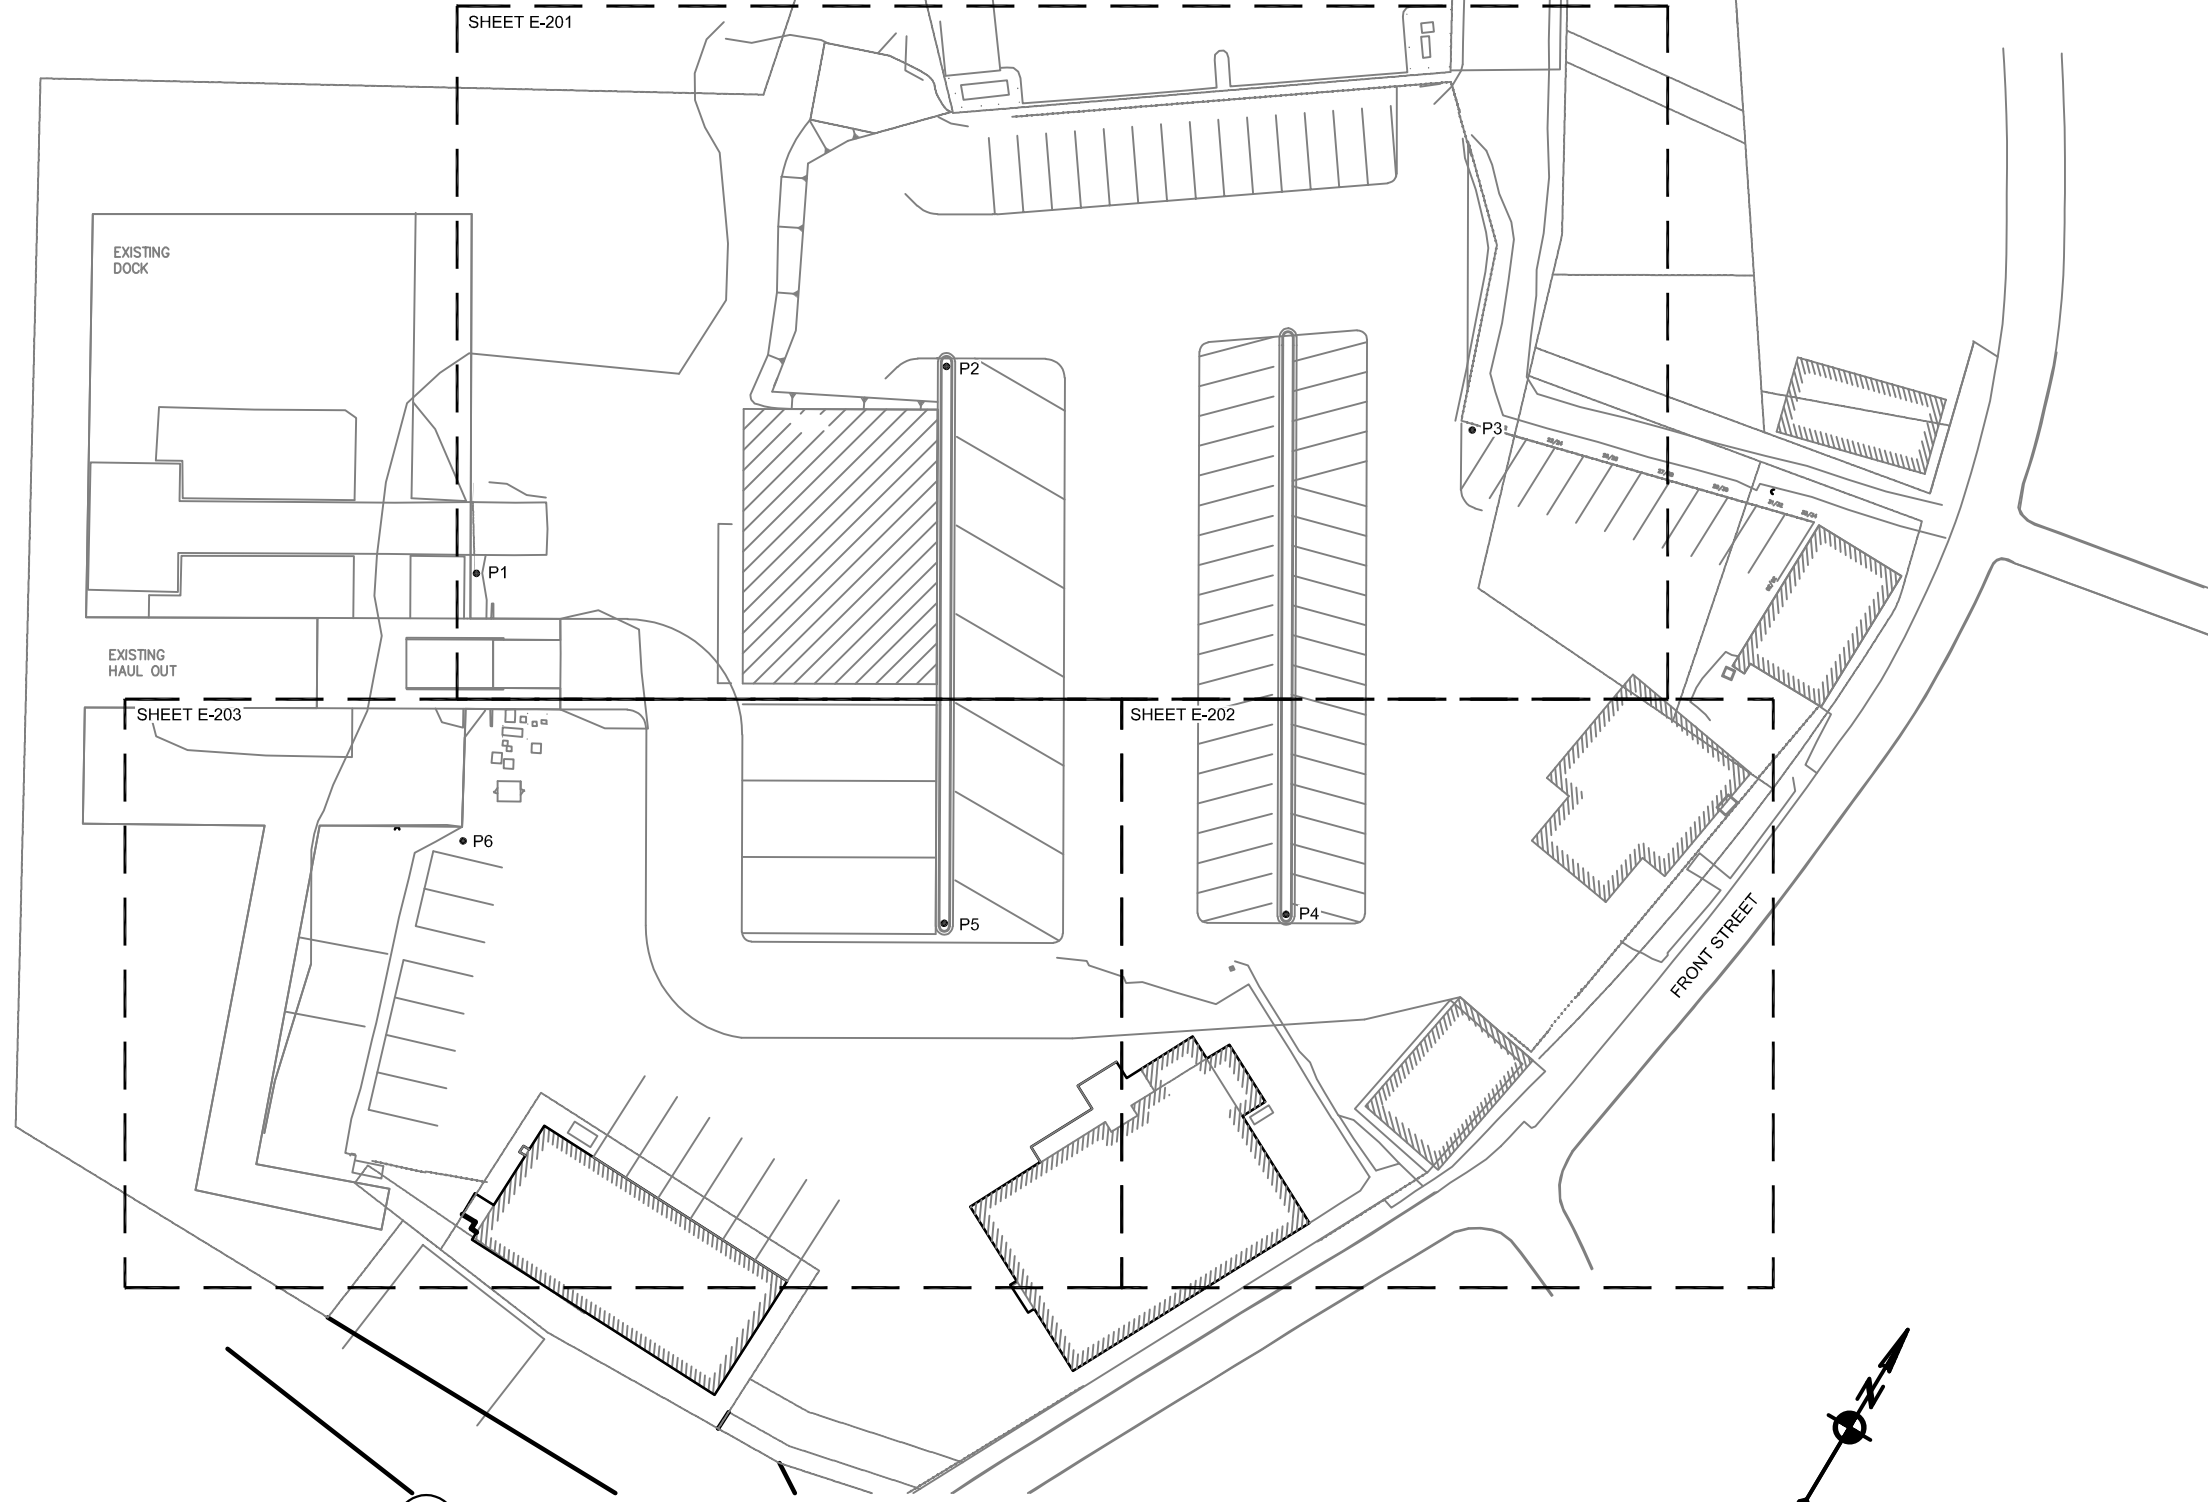 SHEET E-201
EXISTING
DOCK
P2
P3
P1
EXISTING
HAUL OUT
SHEET E-203
SHEET E-202
P6
P5
P4
FRONT STREET
N